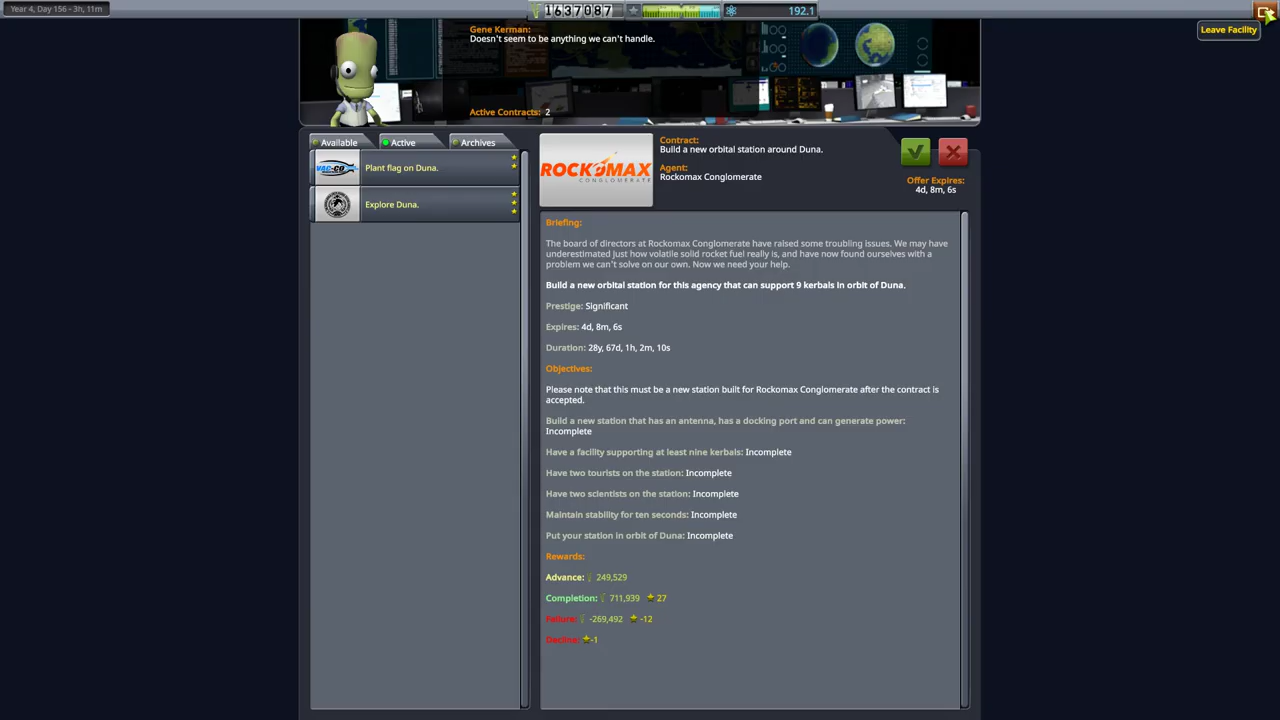 Year 4, Day 156 - 3h, 11m
1637087
192.1
Leave Facility
Gene Kerman:
Doesn't seem to be anything we can't handle.
Active Contracts: 2
Available
Active
Archives
VAC-CO
Plant flag on Duna.
Explore Duna.
ROCKOMAX
CONGLOMERATE
Contract:
Build a new orbital station around Duna.
Agent:
Rockomax Conglomerate
Offer Expires:
4d, 8m, 6s
Briefing:
The board of directors at Rockomax Conglomerate have raised some troubling issues. We may have
underestimated just how volatile solid rocket fuel really is, and have now found ourselves with a
problem we can't solve on our own. Now we need your help.
Build a new orbital station for this agency that can support 9 kerbals in orbit of Duna.
Prestige: Significant
Expires: 4d, 8m, 6s
Duration: 28y, 67d, 1h, 2m, 10s
Objectives:
Please note that this must be a new station built for Rockomax Conglomerate after the contract is
accepted.
Build a new station that has an antenna, has a docking port and can generate power:
Incomplete
Have a facility supporting at least nine kerbals: Incomplete
Have two tourists on the station: Incomplete
Have two scientists on the station: Incomplete
Maintain stability for ten seconds: Incomplete
Put your station in orbit of Duna: Incomplete
Rewards:
Advance: 249,529
Completion: 711,939 27
Failure: -269,492 -12
Decline: -1